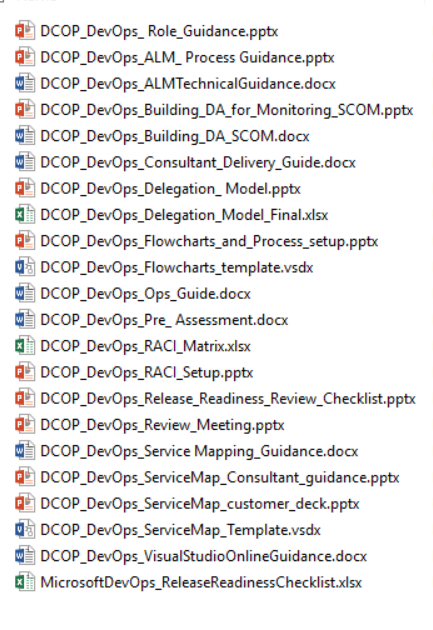 DCOP_DevOps_ Role_Guidance.pptx
DCOP_DevOps_ALM_ Process Guidance.pptx
DCOP_DevOps_ALMTechnicalGuidance.docx
DCOP_DevOps_Building_DA_for_Monitoring_SCOM.pptx
DCOP_DevOps_Building_DA_SCOM.docx
DCOP_DevOps_Consultant_Delivery_Guide.docx
DCOP_DevOps_Delegation_ Model.pptx
DCOP_DevOps_Delegation_Model_Final.xlsx
DCOP_DevOps_Flowcharts_and_Process_setup.pptx
DCOP_DevOps_Flowcharts_template.vsdx
DCOP_DevOps_Ops_Guide.docx
DCOP_DevOps_Pre_ Assessment.docx
DCOP_DevOps_RACI_Matrix.xlsx
DCOP_DevOps_RACI_Setup.pptx
DCOP_DevOps_Release_Readiness_Review_Checklist.pptx
DCOP_DevOps_Review_Meeting.pptx
DCOP_DevOps_Service Mapping_Guidance.docx
DCOP_DevOps_ServiceMap_Consultant_guidance.pptx
DCOP_DevOps_ServiceMap_customer_deck.pptx
DCOP_DevOps_ServiceMap_Template.vsdx
DCOP_DevOps_VisualStudioOnlineGuidance.docx
MicrosoftDevOps_ReleaseReadinessChecklist.xlsx